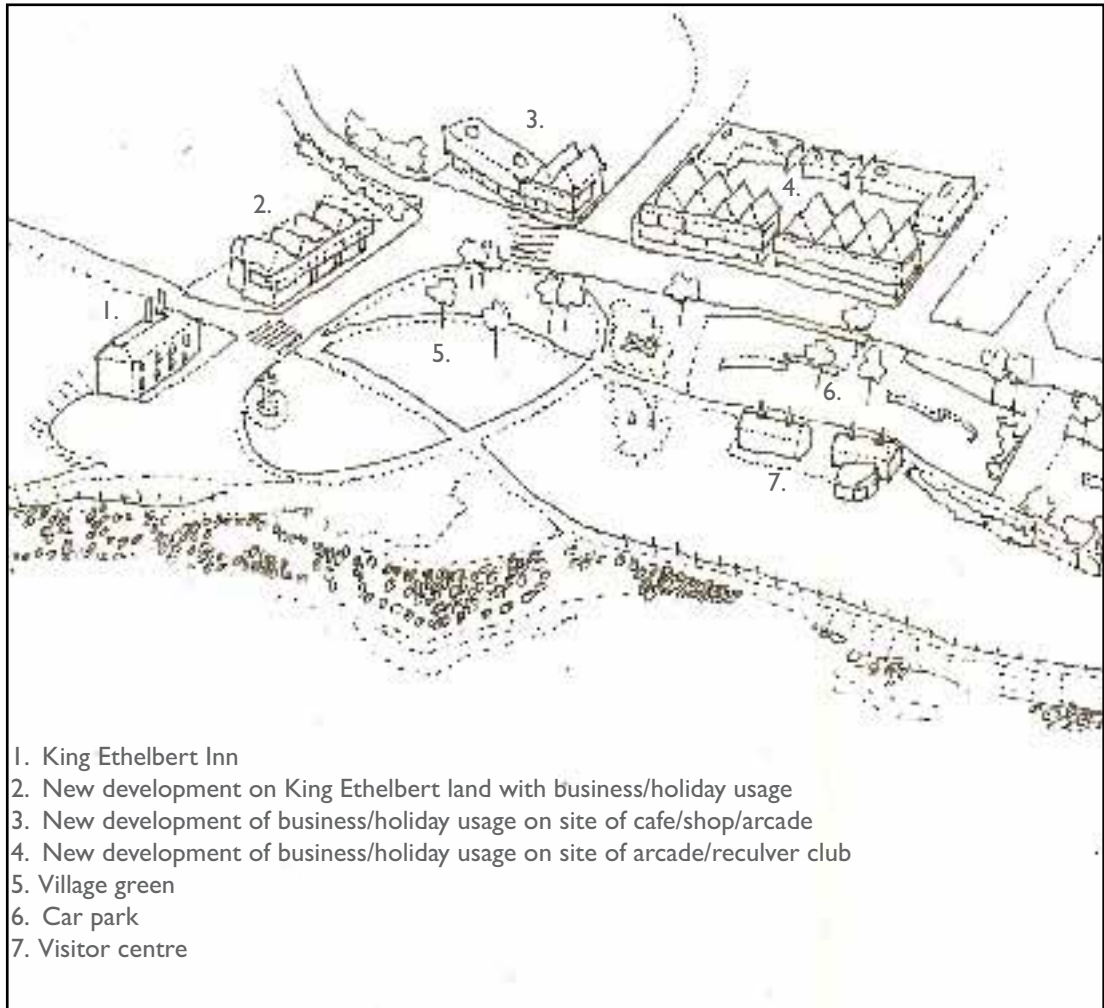 3.
4.
2.
1.
5.
6.
7.
1. King Ethelbert Inn
2. New development on King Ethelbert land with business/holiday usage
3. New development of business/holiday usage on site of cafe/shop/arcade
4. New development of business/holiday usage on site of arcade/reculver club
5. Village green
6. Car park
7. Visitor centre